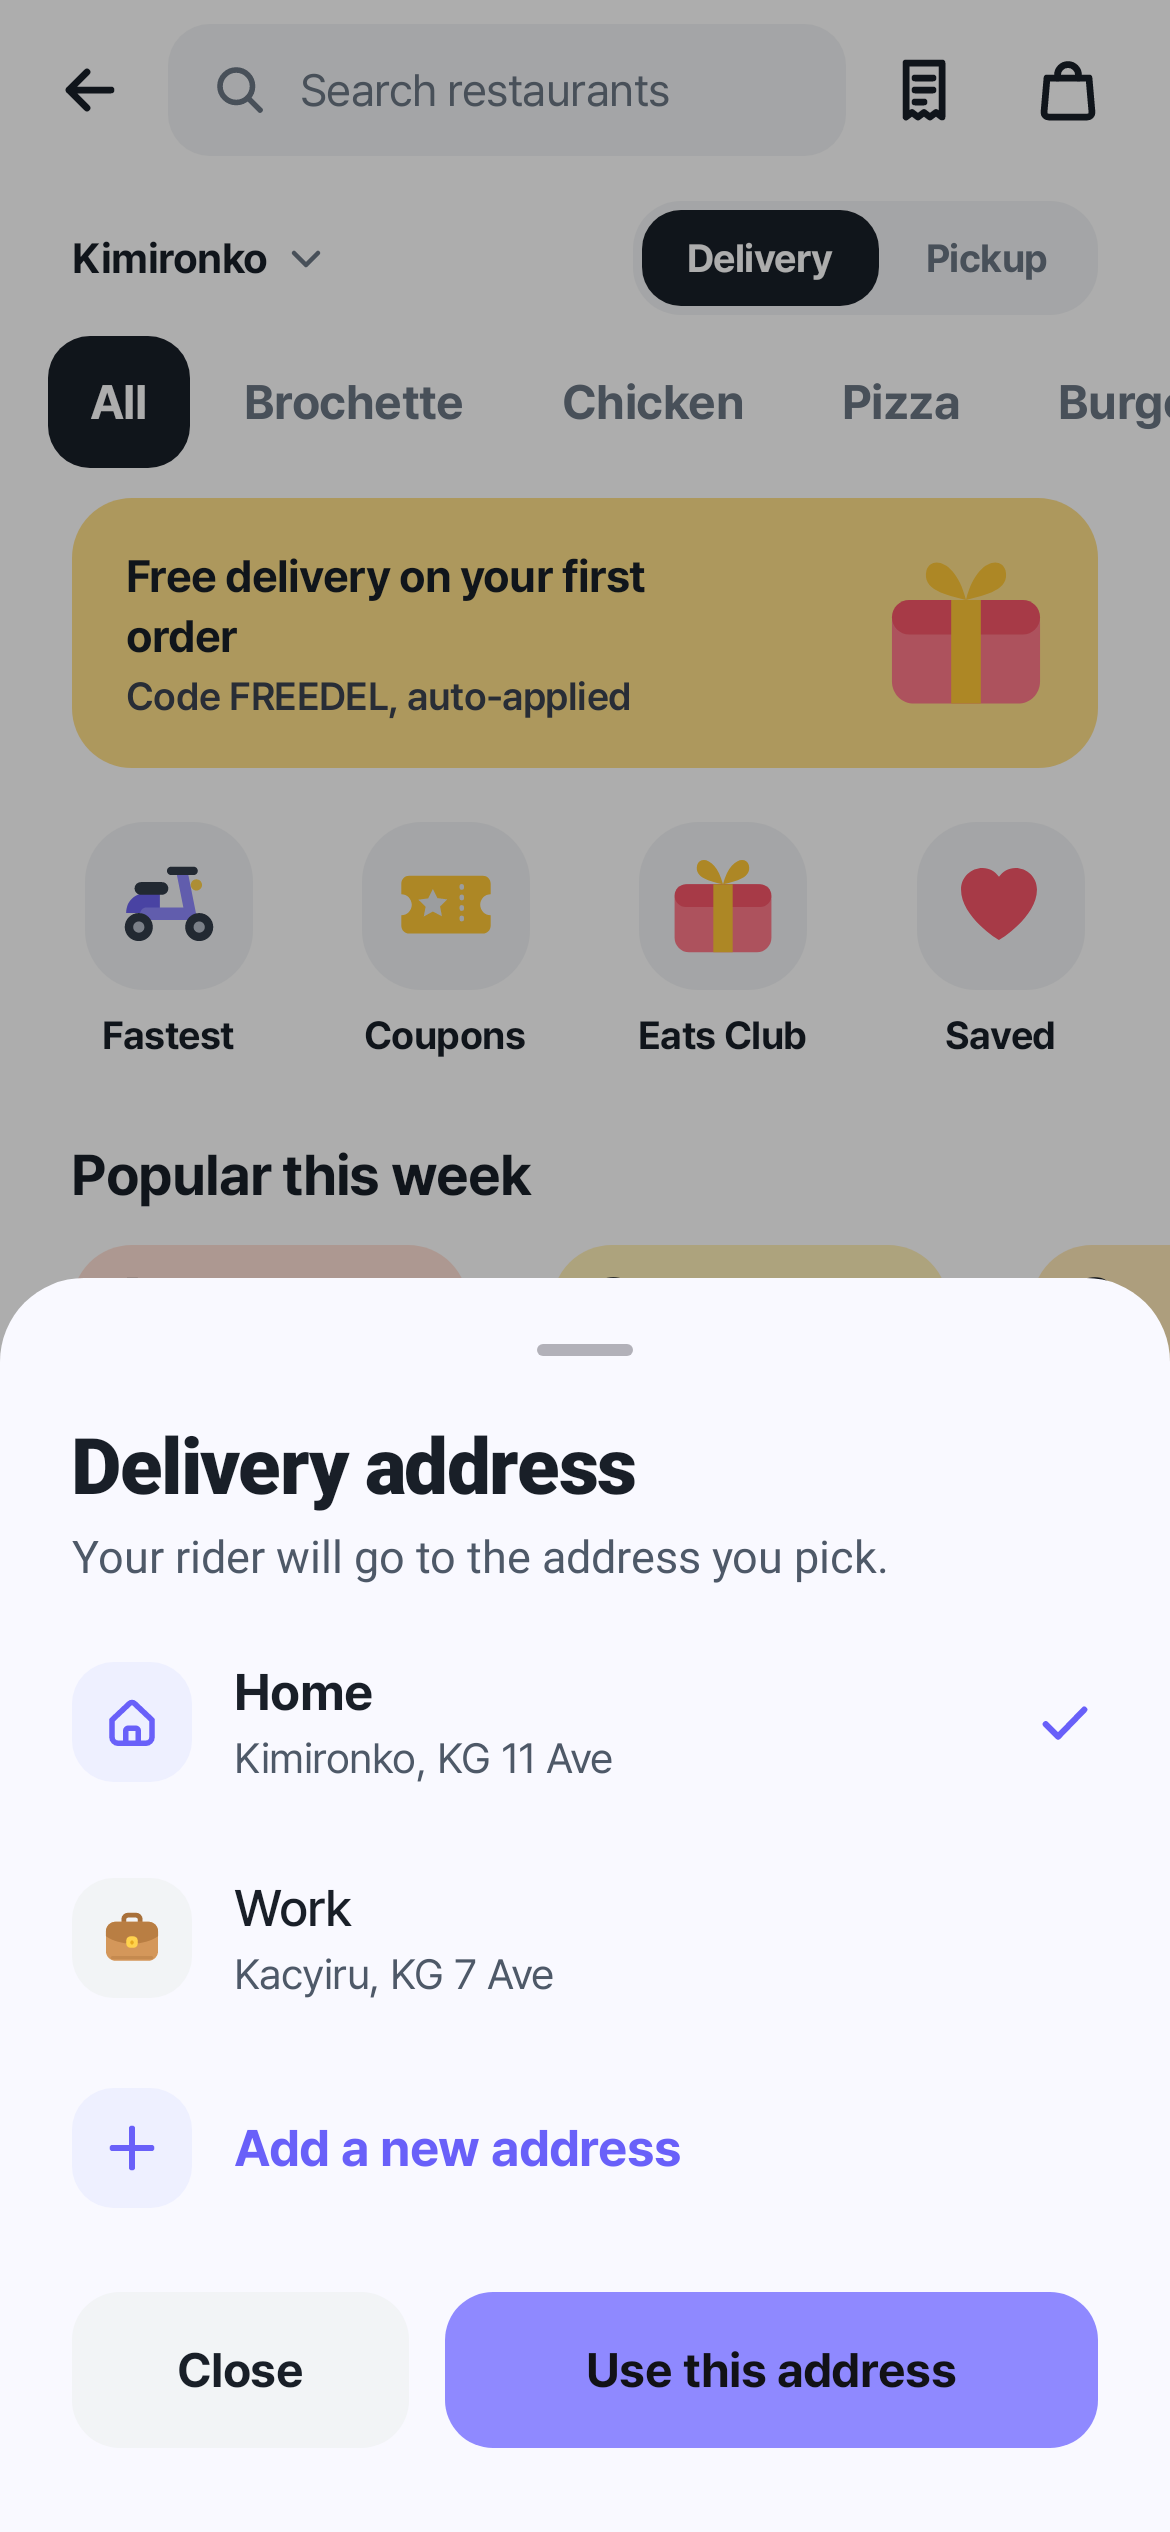 Search restaurants
Kimironko
Delivery
Pickup
All
Brochette
Chicken
Pizza
Free delivery on your first
order
Code FREEDEL, auto-applied
Fastest
Coupons
Eats Club
Saved
Popular this week
Delivery address
Your rider will go to the address you pick.
Home
Kimironko, KG 11 Ave
Work
Kacyiru, KG 7 Ave
Add a new address
Close
Use this address